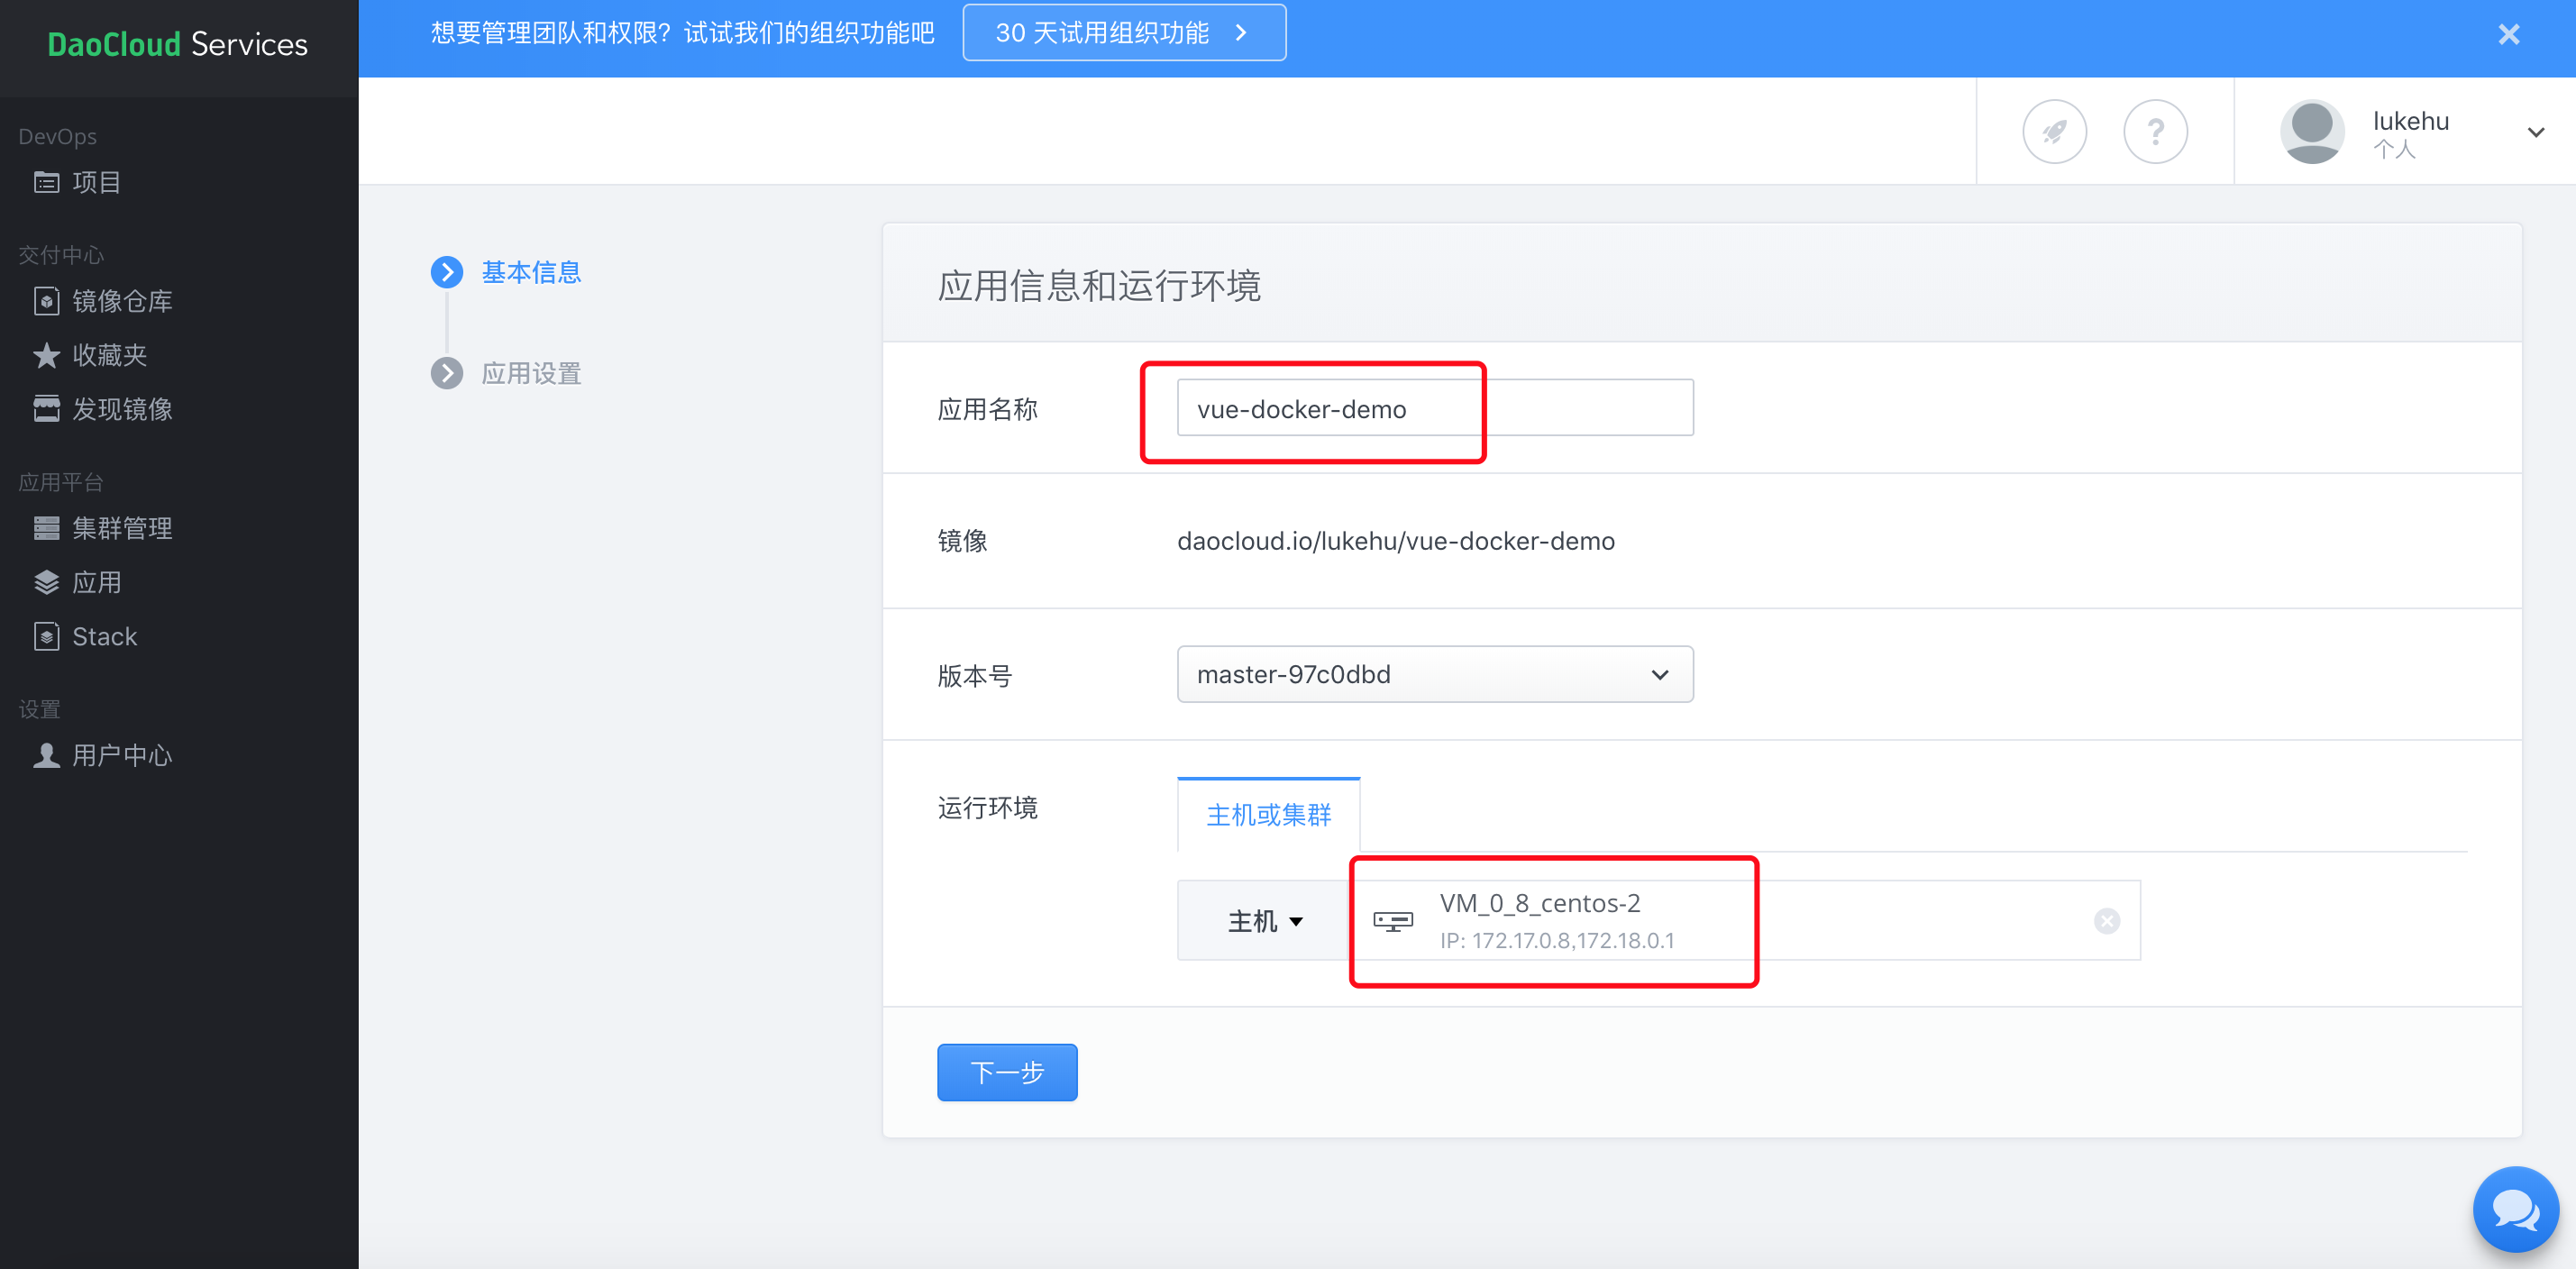 DaoCloud Services
想要管理团队和权限？试试我们的组织功能吧
30 天试用组织功能
lukehu
个人
DevOps
项目
交付中心
镜像仓库
收藏夹
发现镜像
应用平台
集群管理
应用
Stack
设置
用户中心
基本信息
应用设置
应用信息和运行环境
应用名称
vue-docker-demo
镜像
daocloud.io/lukehu/vue-docker-demo
版本号
master-97c0dbd
运行环境
主机或集群
主机
VM_0_8_centos-2
IP: 172.17.0.8,172.18.0.1
下一步